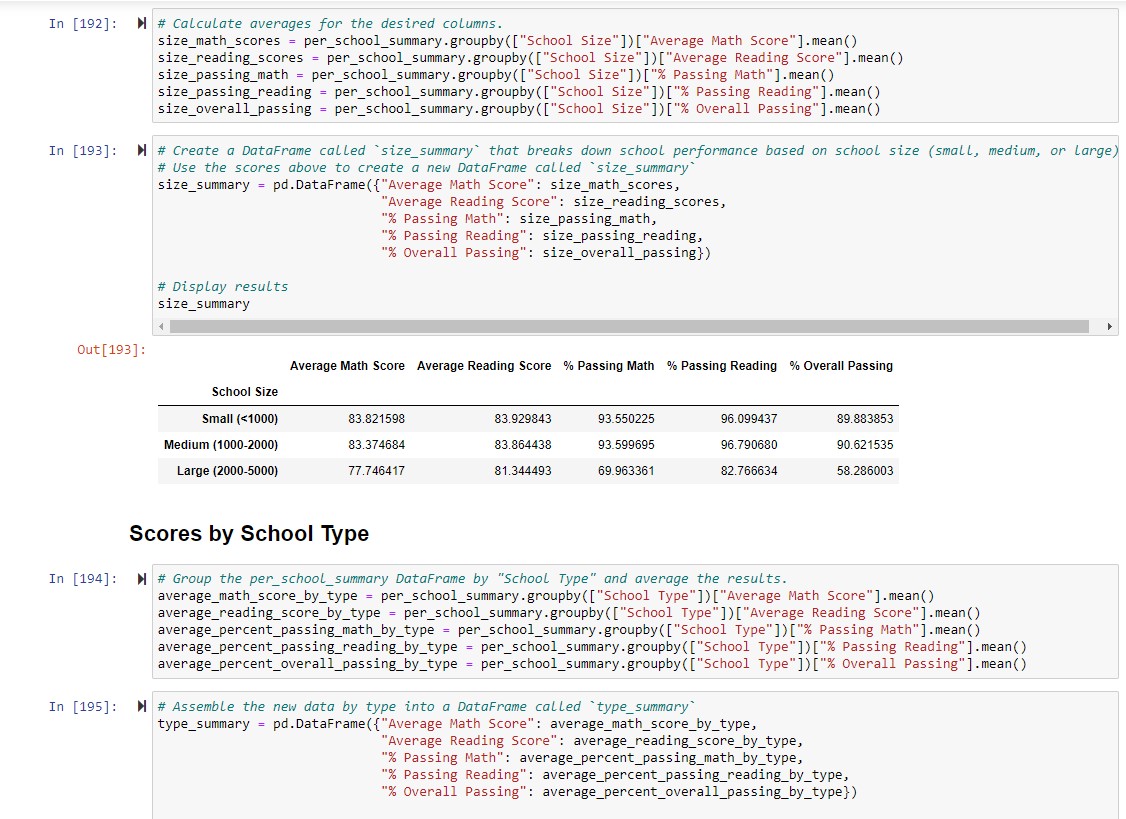 In [192]:
# Calculate averages for the desired columns.
size_math_scores = per_school_summary.groupby(["School Size"])["Average Math Score"].mean()
size_reading_scores = per_school_summary.groupby(["School Size"])["Average Reading Score"].mean()
size_passing_math = per_school_summary.groupby(["School Size"])["% Passing Math"].mean()
size_passing_reading = per_school_summary.groupby(["School Size"])["% Passing Reading"].mean()
size_overall_passing = per_school_summary.groupby(["School Size"])["% Overall Passing"].mean()
In [193]:
# Create a DataFrame called `size_summary` that breaks down school performance based on school size (small, medium, or large)
# Use the scores above to create a new DataFrame called `size_summary`
size_summary = pd.DataFrame({"Average Math Score": size_math_scores,
"Average Reading Score": size_reading_scores,
"% Passing Math": size_passing_math,
"% Passing Reading": size_passing_reading,
"% Overall Passing": size_overall_passing})
# Display results
size_summary
Out[193]:
Average Math Score Average Reading Score % Passing Math % Passing Reading % Overall Passing
School Size
Small (<1000) 83.821598 83.929843 93.550225 96.099437 89.883853
Medium (1000-2000) 83.374684 83.864438 93.599695 96.790680 90.621535
Large (2000-5000) 77.746417 81.344493 69.963361 82.766634 58.286003
Scores by School Type
In [194]:
# Group the per_school_summary DataFrame by "School Type" and average the results.
average_math_score_by_type = per_school_summary.groupby(["School Type"])["Average Math Score"].mean()
average_reading_score_by_type = per_school_summary.groupby(["School Type"])["Average Reading Score"].mean()
average_percent_passing_math_by_type = per_school_summary.groupby(["School Type"])["% Passing Math"].mean()
average_percent_passing_reading_by_type = per_school_summary.groupby(["School Type"])["% Passing Reading"].mean()
average_percent_overall_passing_by_type = per_school_summary.groupby(["School Type"])["% Overall Passing"].mean()
In [195]:
# Assemble the new data by type into a DataFrame called `type_summary`
type_summary = pd.DataFrame({"Average Math Score": average_math_score_by_type,
"Average Reading Score": average_reading_score_by_type,
"% Passing Math": average_percent_passing_math_by_type,
"% Passing Reading": average_percent_passing_reading_by_type,
"% Overall Passing": average_percent_overall_passing_by_type})